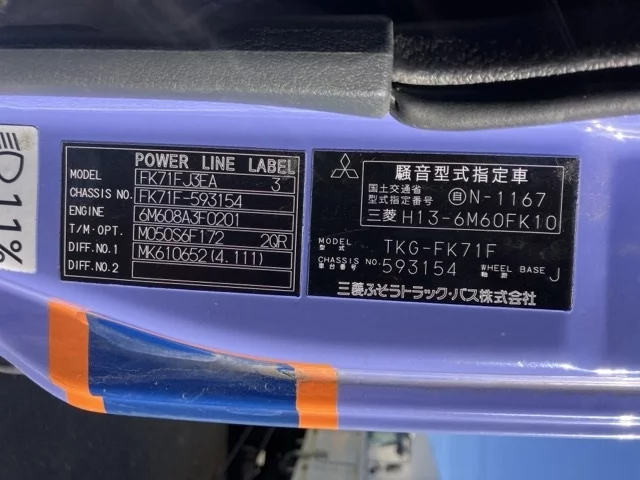 11%
POWER LINE LABEL
MODEL FK71FJ3EA 3
CHASSIS NO. FK71F-593154
ENGINE 6M608A3F0201
T/M·OPT. M050S6F172 2QR
DIFF.NO.1 MK610652(4.111)
DIFF.NO.2
騒音型式指定車
国土交通省
型式指定番号 自N-1167
三菱 H13-6M60FK10
MODEL
型式 TKG-FK71F
CHASSIS NO.
車台番号 593154 WHEEL BASE
軸距 J
三菱ふそうトラック・バス株式会社